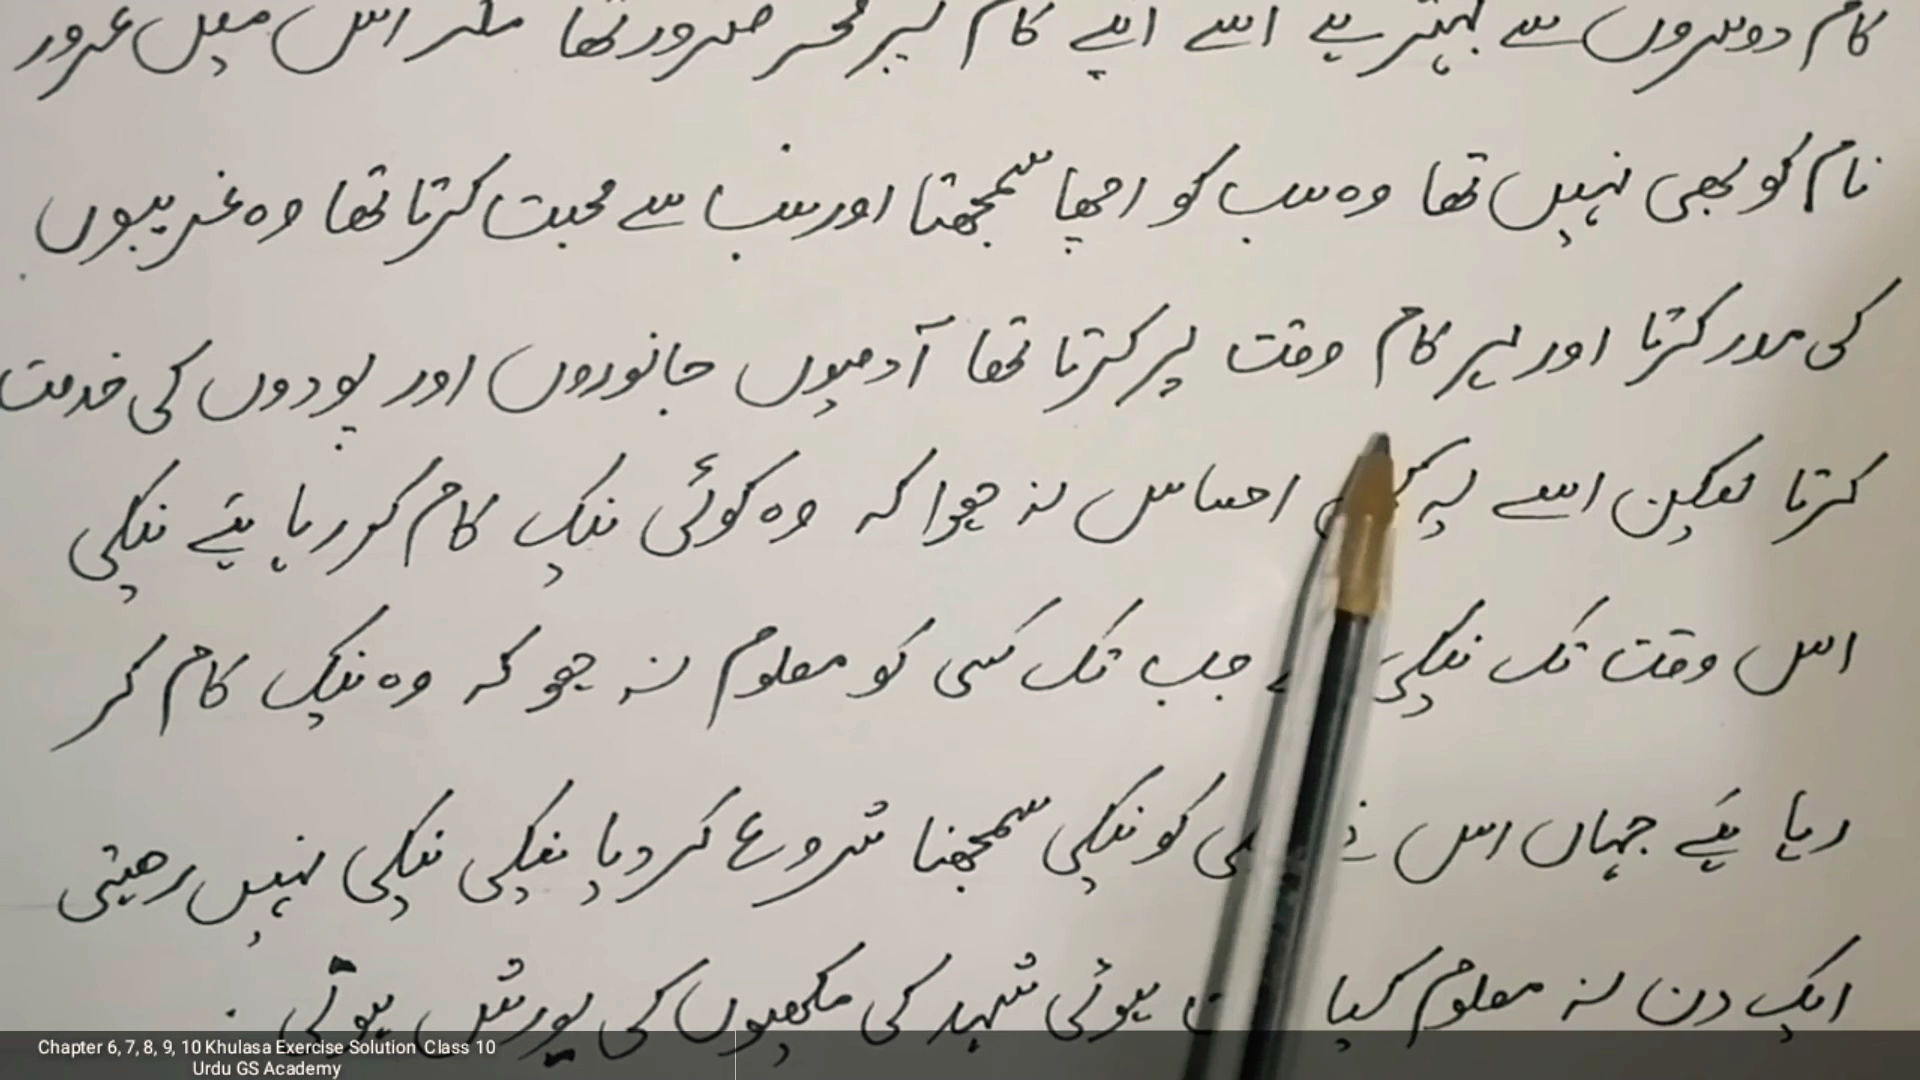 کام دوسروں سے بہتر ہے اسے اپنے کام پر فخر ضرور تھا مگر اس میں غرور
نام کو بھی نہیں تھا وہ سب کو اچھا سمجھتا اور سب سے محبت کرتا تھا وہ غریبوں
کی مدد کرتا اور ہر کام وقت پر کرتا تھا آدمیوں جانوروں اور پودوں کی خدمت
کرتا لیکن اسے یہ احساس نہ ہوا کہ وہ کوئی نیک کام کر رہا ہے نیکی
اس وقت تک نیکی جب تک کسی کو معلوم نہ ہو کہ وہ نیک کام کر
رہا ہے جہاں اس کو نیکی سمجھنا شروع کر دیا نیکی نیکی نہیں رہتی
ایک دن نہ معلوم کیا ہوئی شہد کی مکھیوں کی یورش ہوئی
Chapter 6, 7, 8, 9, 10 Khulasa Exercise Solution Class 10
Urdu GS Academy